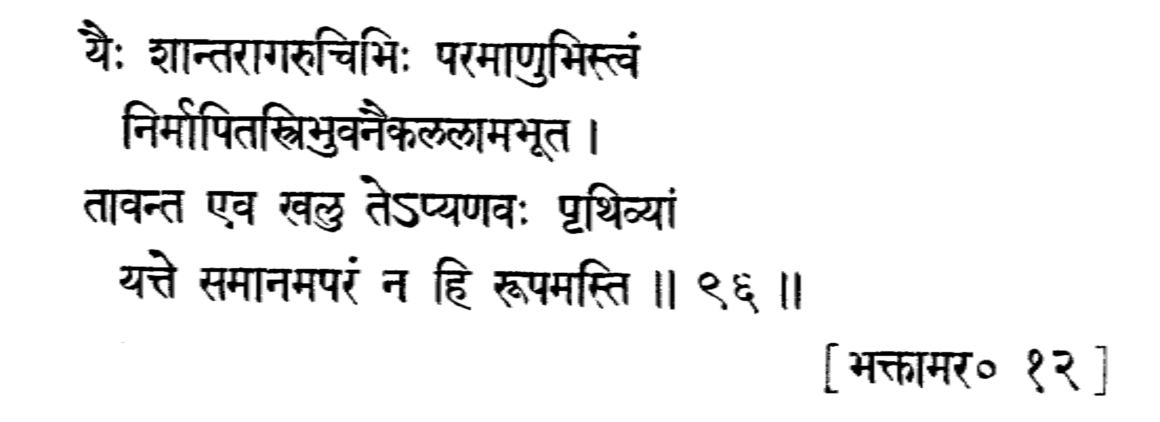 यैः शान्तरागरुचिभिः परमाणुभिस्त्वं
निर्मापितस्त्रिभुवनैकललामभूत ।
तावन्त एव खलु तेऽप्यणवः पृथिव्यां
यत्ते समानमपरं न हि रूपमस्ति ॥ ९६ ॥
[ भक्तामर० १२ ]